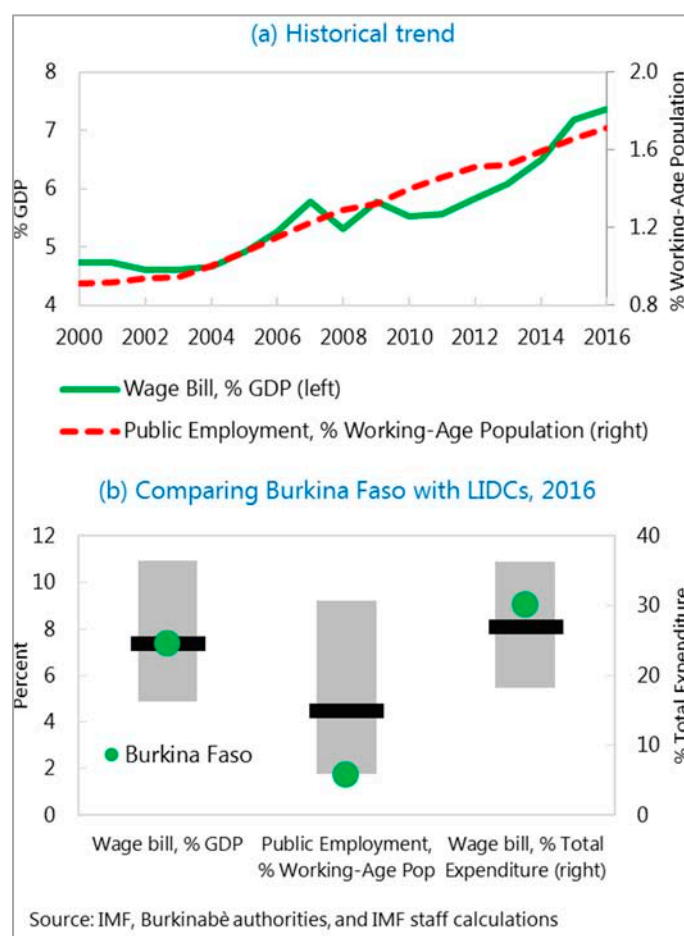 (a) Historical trend
8
7
6
5
4
% GDP
2.0
1.6
1.2
0.8
% Working-Age Population
2000 2002 2004 2006 2008 2010 2012 2014 2016
Wage Bill, % GDP (left)
Public Employment, % Working-Age Population (right)
(b) Comparing Burkina Faso with LIDCs, 2016
12
10
8
6
4
2
0
Percent
40
30
20
10
0
% Total Expenditure
Burkina Faso
Wage bill, % GDP
Public Employment,
% Working-Age Pop
Wage bill, % Total
Expenditure (right)
Source: IMF, Burkinabè authorities, and IMF staff calculations